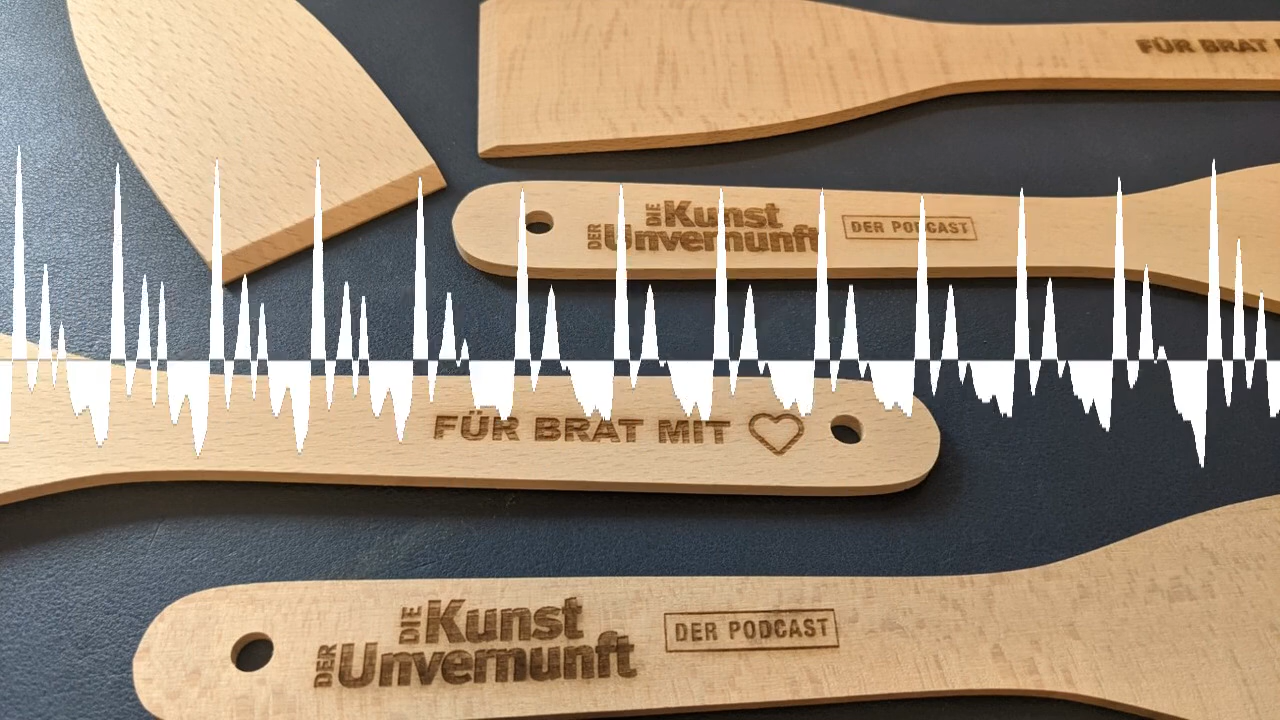 FÜR BRAT
DIE Kunst
DER Unvernunft
DER PODCAST
FÜR BRAT MIT
DIE Kunst
DER Unvernunft
DER PODCAST